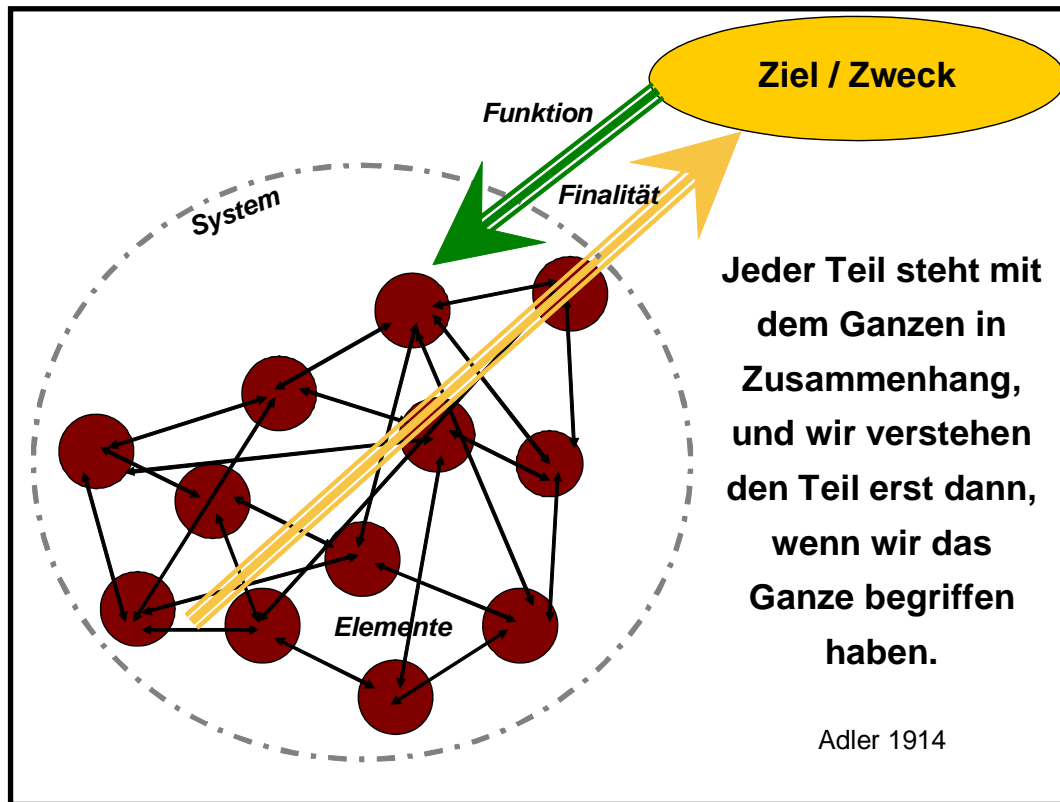 Ziel / Zweck
Funktion
Finalität
System
Elemente
Jeder Teil steht mit
dem Ganzen in
Zusammenhang,
und wir verstehen
den Teil erst dann,
wenn wir das
Ganze begriffen
haben.
Adler 1914